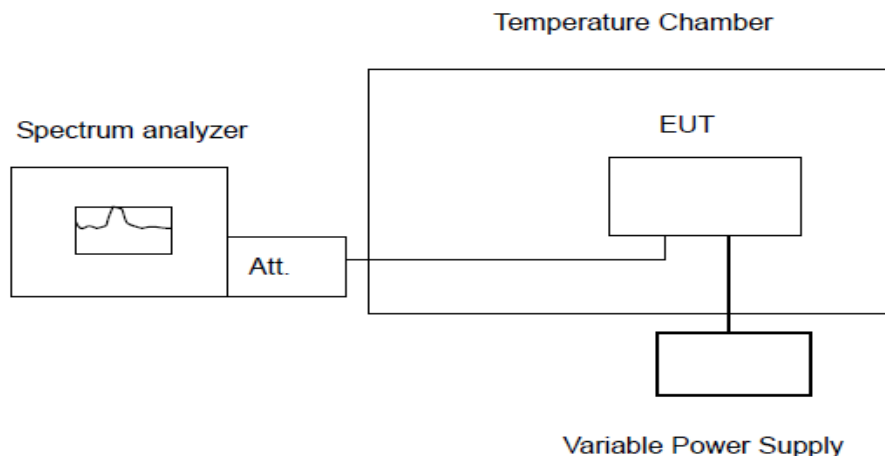 Temperature Chamber
Spectrum analyzer
EUT
Att.
Variable Power Supply